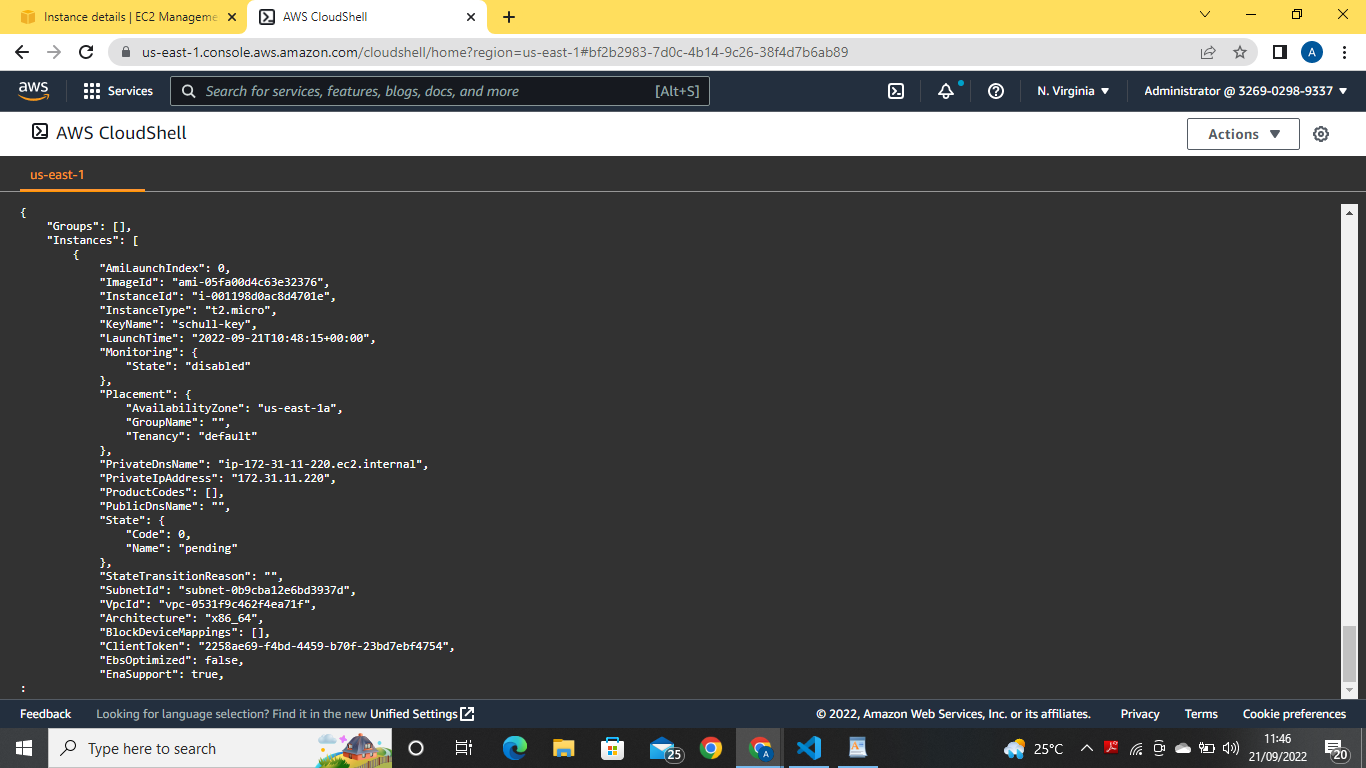 Instance details | EC2 Manageme
AWS CloudShell
us-east-1.console.aws.amazon.com/cloudshell/home?region=us-east-1#bf2b2983-7d0c-4b14-9c26-38f4d7b6ab89
A
aws
Services
Search for services, features, blogs, docs, and more
[Alt+S]
N. Virginia
Administrator @ 3269-0298-9337
AWS CloudShell
Actions
us-east-1
{
"Groups": [],
"Instances": [
{
"AmiLaunchIndex": 0,
"ImageId": "ami-05fa00d4c63e32376",
"InstanceId": "i-001198d0ac8d4701e",
"InstanceType": "t2.micro",
"KeyName": "schull-key",
"LaunchTime": "2022-09-21T10:48:15+00:00",
"Monitoring": {
"State": "disabled"
},
"Placement": {
"AvailabilityZone": "us-east-1a",
"GroupName": "",
"Tenancy": "default"
},
"PrivateDnsName": "ip-172-31-11-220.ec2.internal",
"PrivateIpAddress": "172.31.11.220",
"ProductCodes": [],
"PublicDnsName": "",
"State": {
"Code": 0,
"Name": "pending"
},
"StateTransitionReason": "",
"SubnetId": "subnet-0b9cba12e6bd3937d",
"VpcId": "vpc-0531f9c462f4ea71f",
"Architecture": "x86_64",
"BlockDeviceMappings": [],
"ClientToken": "2258ae69-f4bd-4459-b70f-23bd7ebf4754",
"EbsOptimized": false,
"EnaSupport": true,
:
Feedback
Looking for language selection? Find it in the new Unified Settings
© 2022, Amazon Web Services, Inc. or its affiliates.
Privacy
Terms
Cookie preferences
Type here to search
25
A
25°C
11:46
21/09/2022
20